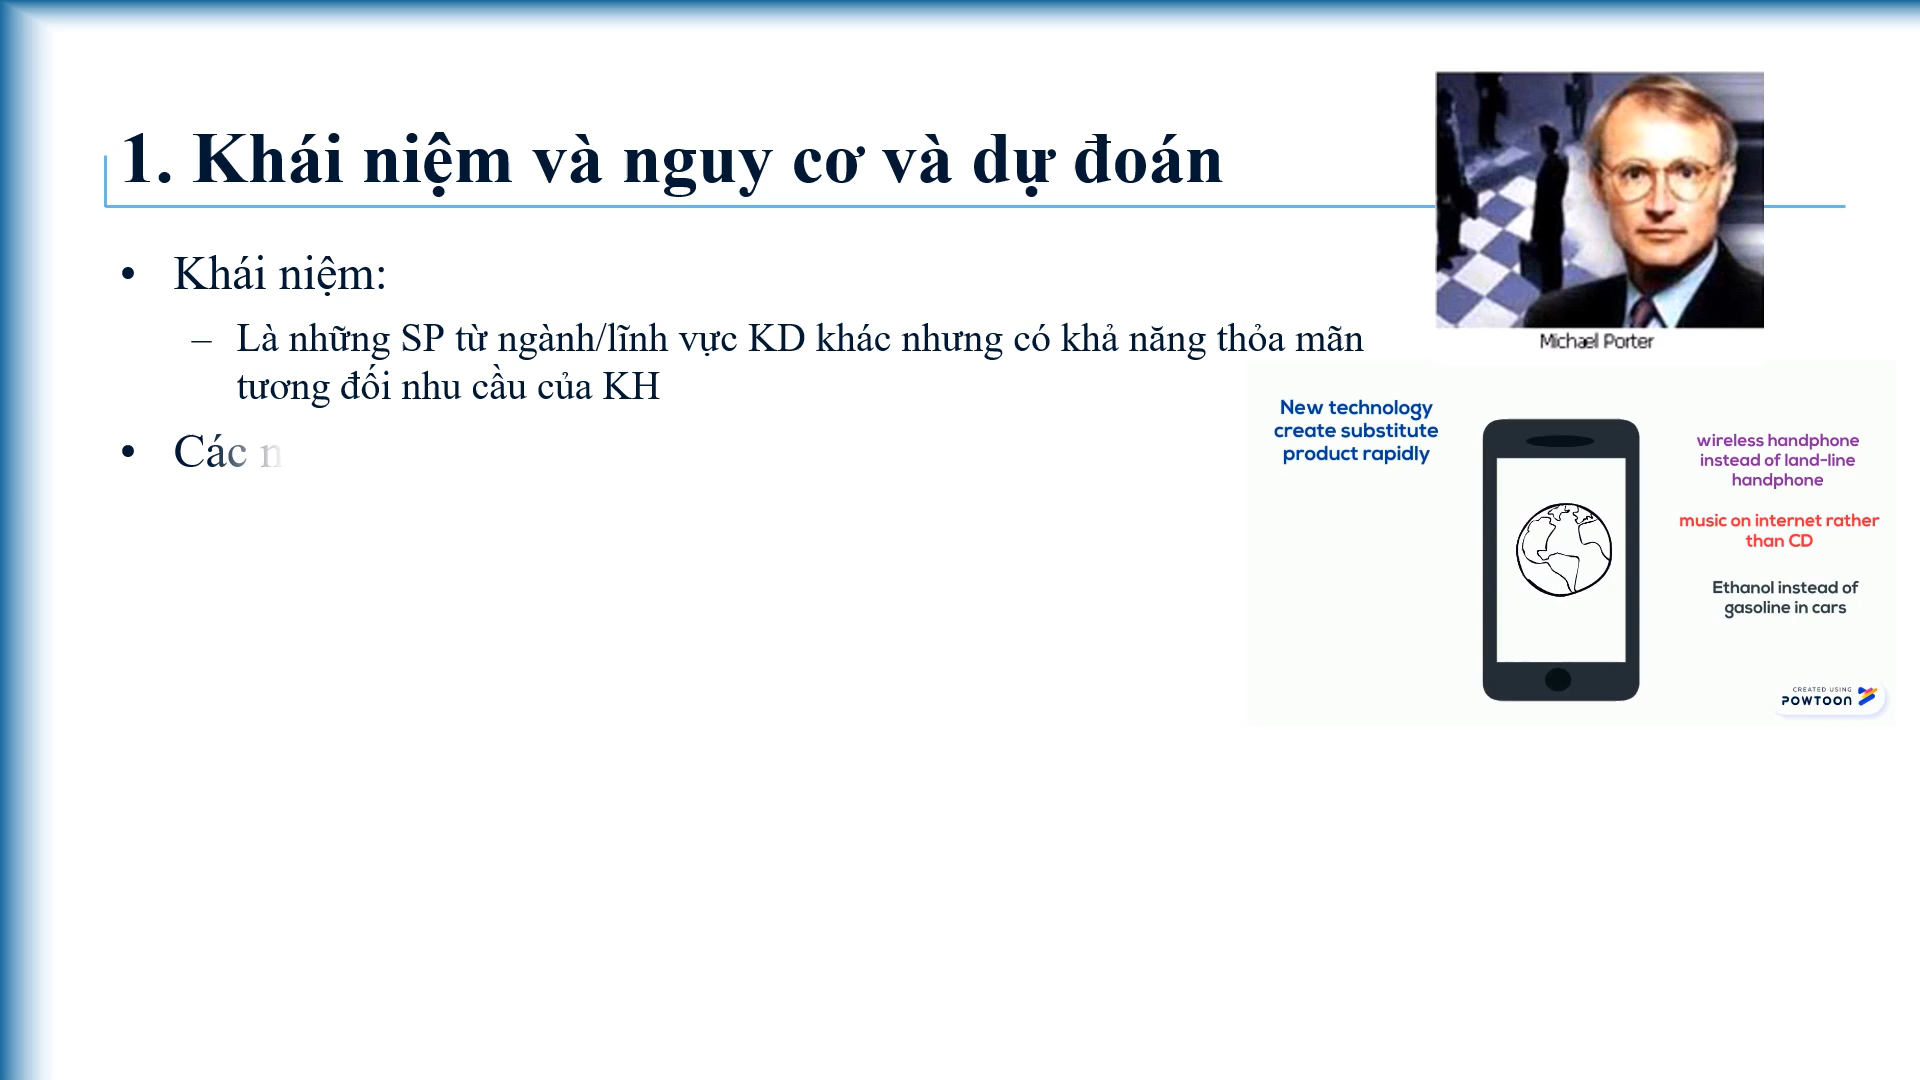 1. Khái niệm và nguy cơ và dự đoán
Michael Porter
• Khái niệm:
– Là những SP từ ngành/lĩnh vực KD khác nhưng có khả năng thỏa mãn
tương đối nhu cầu của KH
• Các n
New technology
create substitute
product rapidly
wireless handphone
instead of land-line
handphone
music on internet rather
than CD
Ethanol instead of
gasoline in cars
CREATED USING
POWTOON